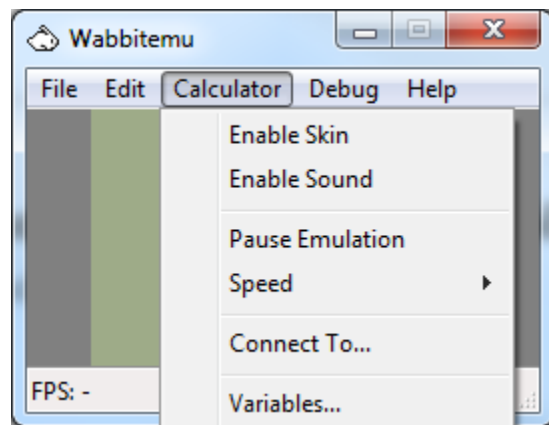 Wabbitemu
File Edit Calculator Debug Help
Enable Skin
Enable Sound
Pause Emulation
Speed
Connect To...
Variables...
FPS: -